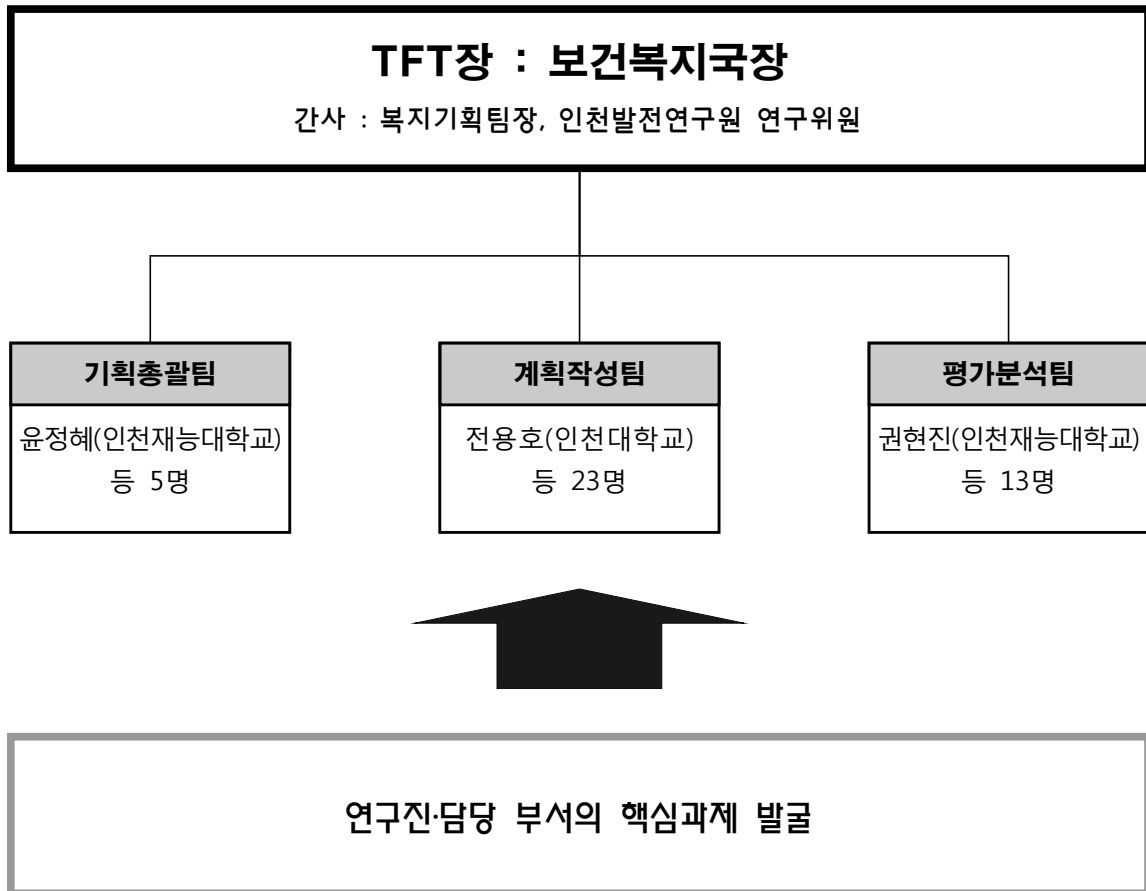 TFT장 : 보건복지국장
간사 : 복지기획팀장, 인천발전연구원 연구위원
기획총괄팀
윤정혜(인천재능대학교)
등 5명
계획작성팀
전용호(인천대학교)
등 23명
평가분석팀
권현진(인천재능대학교)
등 13명
연구진·담당 부서의 핵심과제 발굴